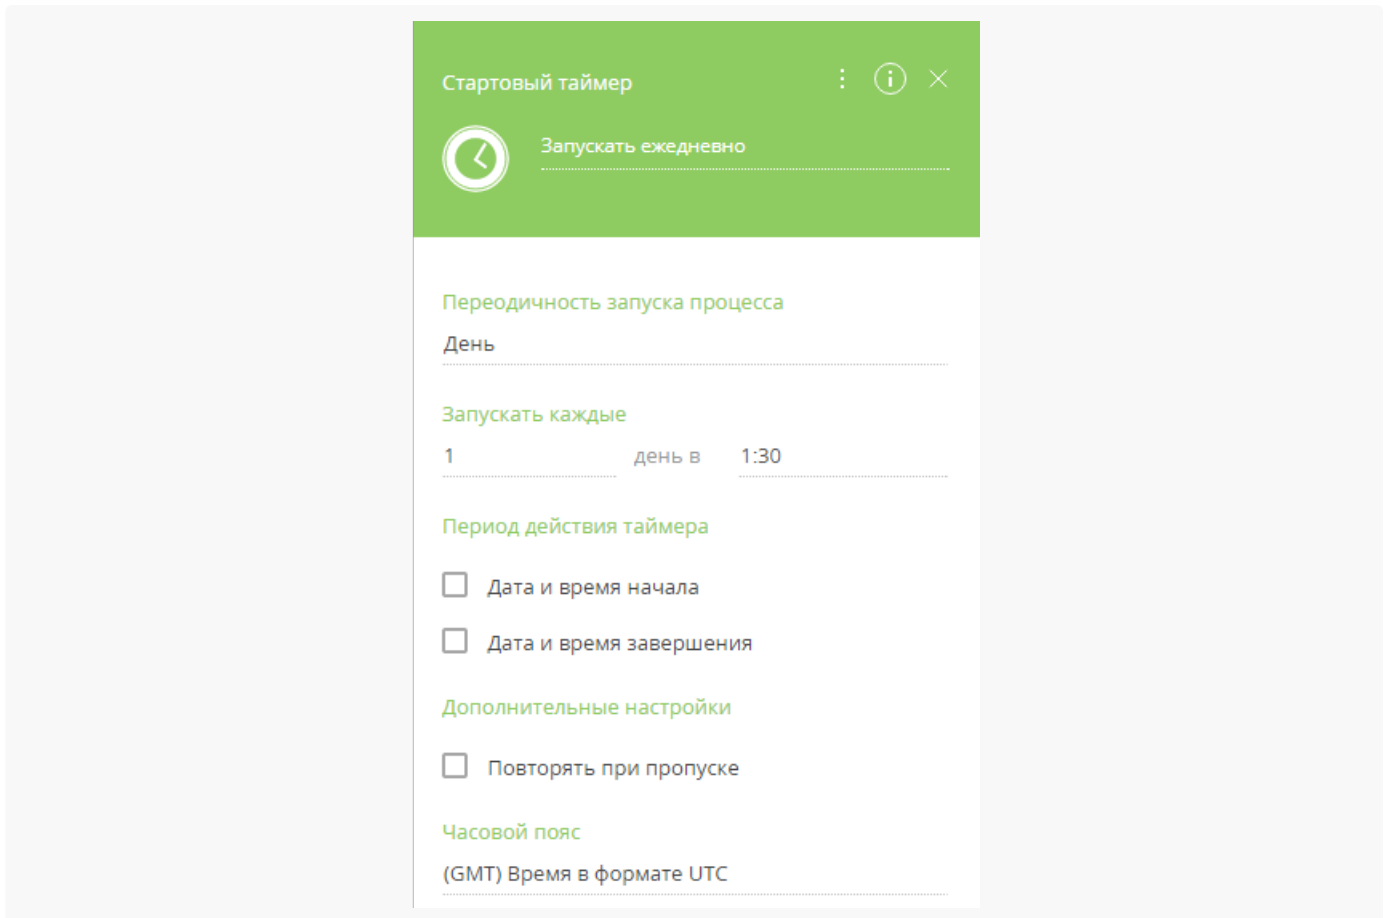 Стартовый таймер
Запускать ежедневно
Переодичность запуска процесса
День
Запускать каждые
1 день в 1:30
Период действия таймера
Дата и время начала
Дата и время завершения
Дополнительные настройки
Повторять при пропуске
Часовой пояс
(GMT) Время в формате UTC